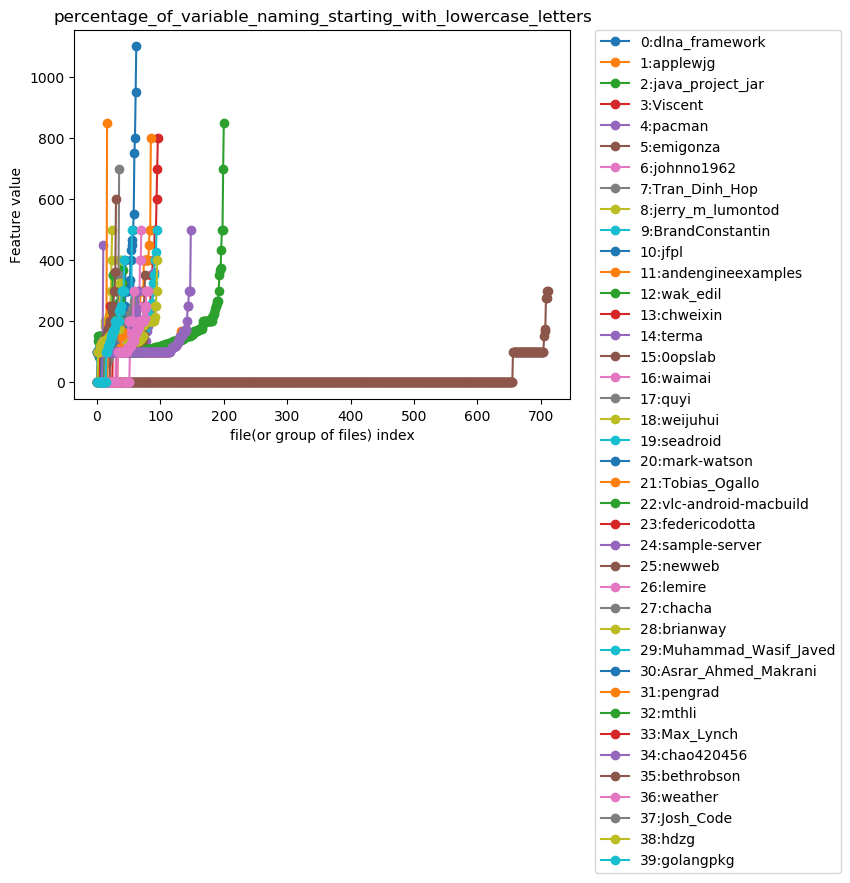 percentage_of_variable_naming_starting_with_lowercase_letters
Feature value
1000
800
600
400
200
0
0 100 200 300 400 500 600 700
file(or group of files) index
0:dlna_framework
1:applewjg
2:java_project_jar
3:Viscent
4:pacman
5:emigonza
6:johnno1962
7:Tran_Dinh_Hop
8:jerry_m_lumontod
9:BrandConstantin
10:jfpl
11:andengineexamples
12:wak_edil
13:chweixin
14:terma
15:0opslab
16:waimai
17:quyi
18:weijuhui
19:seadroid
20:mark-watson
21:Tobias_Ogallo
22:vlc-android-macbuild
23:federicodotta
24:sample-server
25:newweb
26:lemire
27:chacha
28:brianway
29:Muhammad_Wasif_Javed
30:Asrar_Ahmed_Makrani
31:pengrad
32:mthli
33:Max_Lynch
34:chao420456
35:bethrobson
36:weather
37:Josh_Code
38:hdzg
39:golangpkg